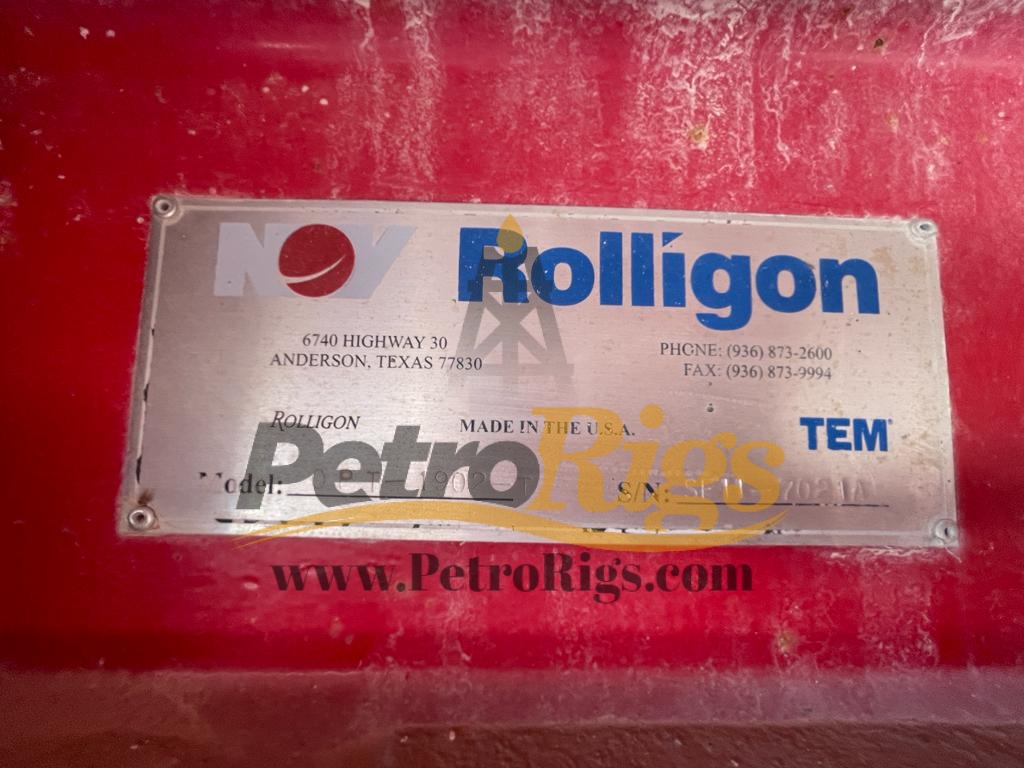 NOV Rolligon
6740 HIGHWAY 30
ANDERSON, TEXAS 77830
PHONE: (936) 873-2600
FAX: (936) 873-9994
ROLLIGON MADE IN THE U.S.A. TEM®
Model: S/N:
PetroRigs
www.PetroRigs.com